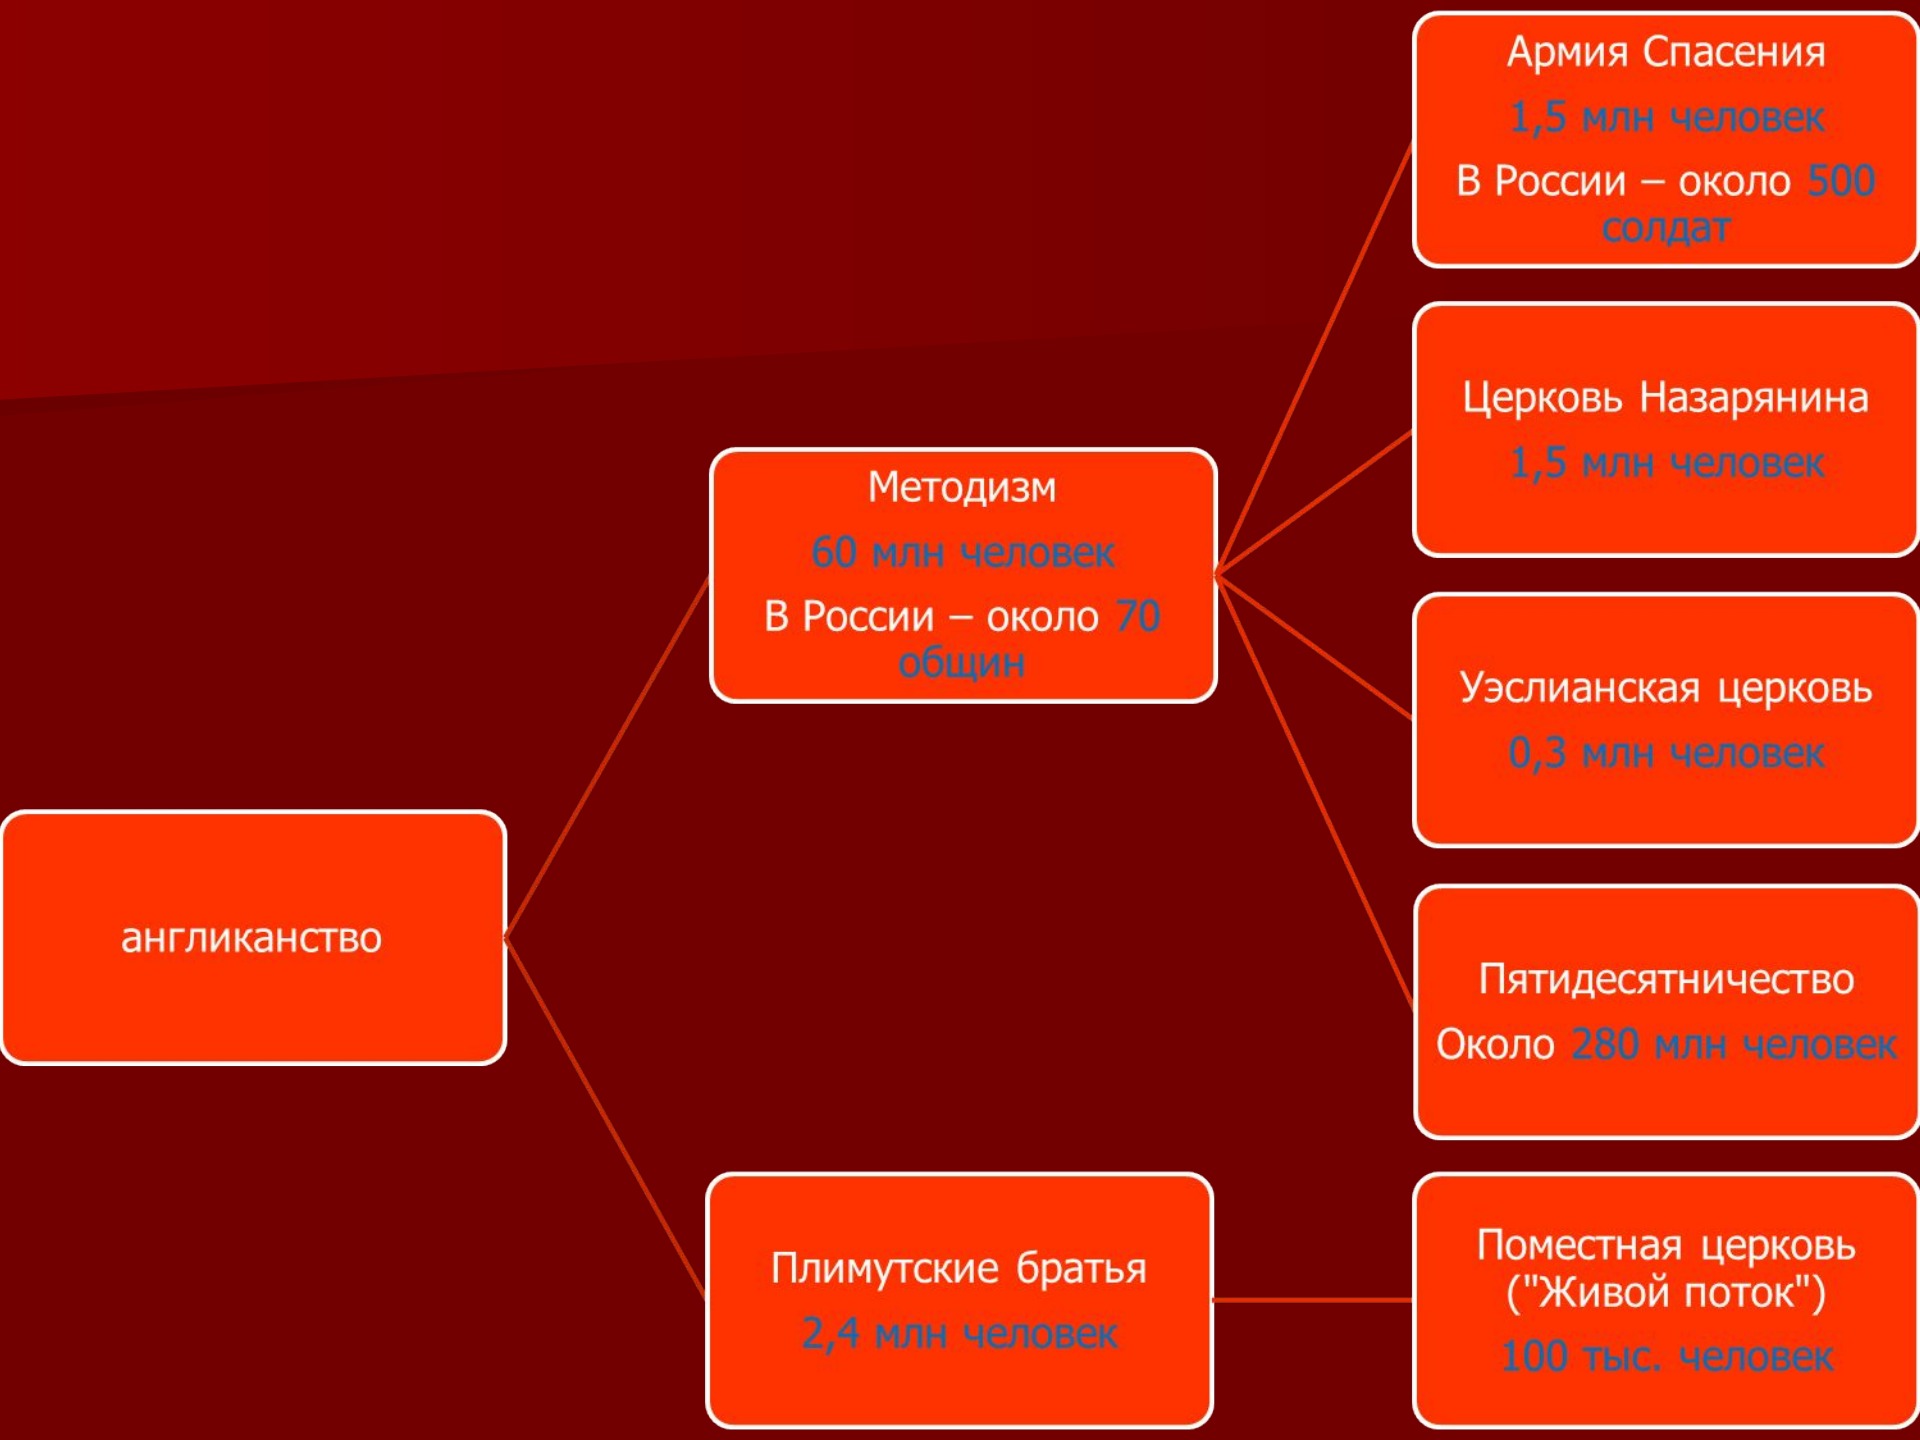 англиканство
Методизм
60 млн человек
В России – около 70
общин
Плимутские братья
2,4 млн человек
Армия Спасения
1,5 млн человек
В России – около 500
солдат
Церковь Назарянина
1,5 млн человек
Уэслианская церковь
0,3 млн человек
Пятидесятничество
Около 280 млн человек
Поместная церковь
("Живой поток")
100 тыс. человек